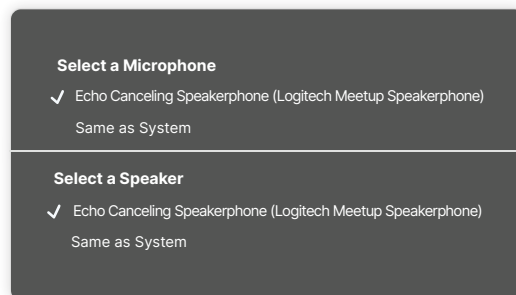 Select a Microphone
Echo Canceling Speakerphone (Logitech Meetup Speakerphone)
Same as System
Select a Speaker
Echo Canceling Speakerphone (Logitech Meetup Speakerphone)
Same as System